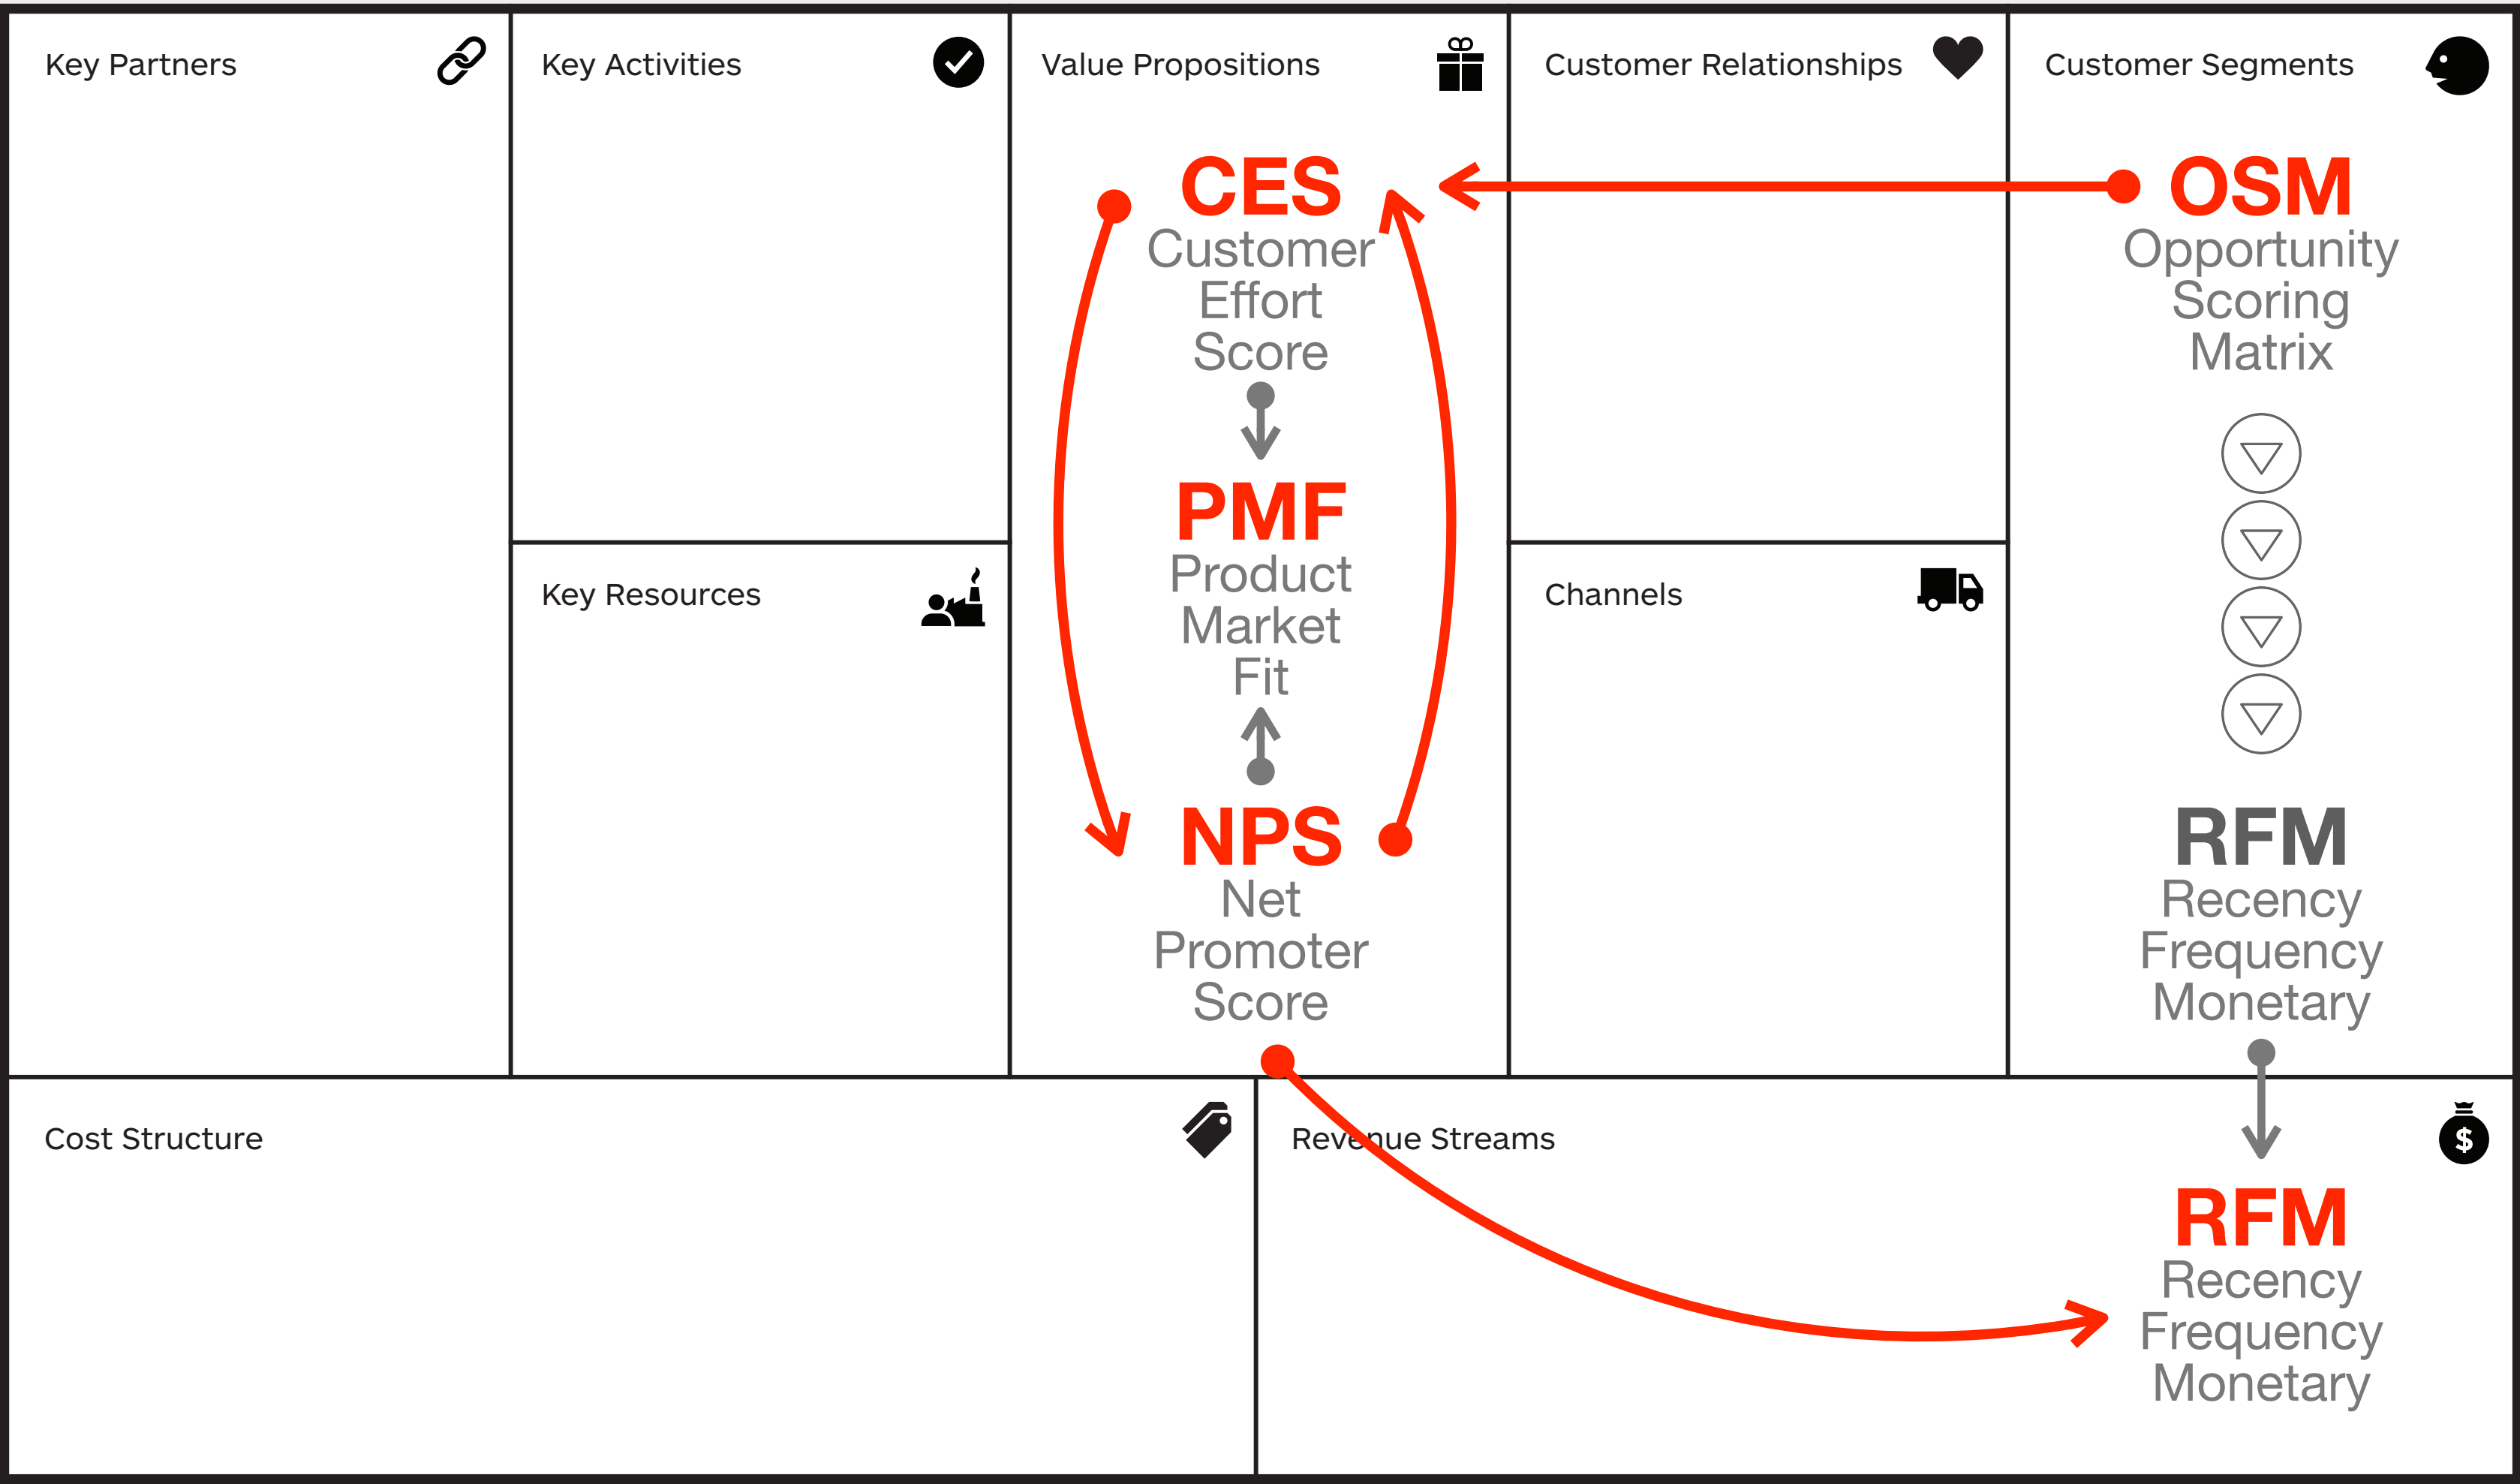 Key Partners
Key Activities
Value Propositions
Customer Relationships
Customer Segments
CES
Customer
Effort
Score
PMF
Product
Market
Fit
NPS
Net
Promoter
Score
OSM
Opportunity
Scoring
Matrix
RFM
Recency
Frequency
Monetary
Key Resources
Channels
Cost Structure
Revenue Streams
$
RFM
Recency
Frequency
Monetary